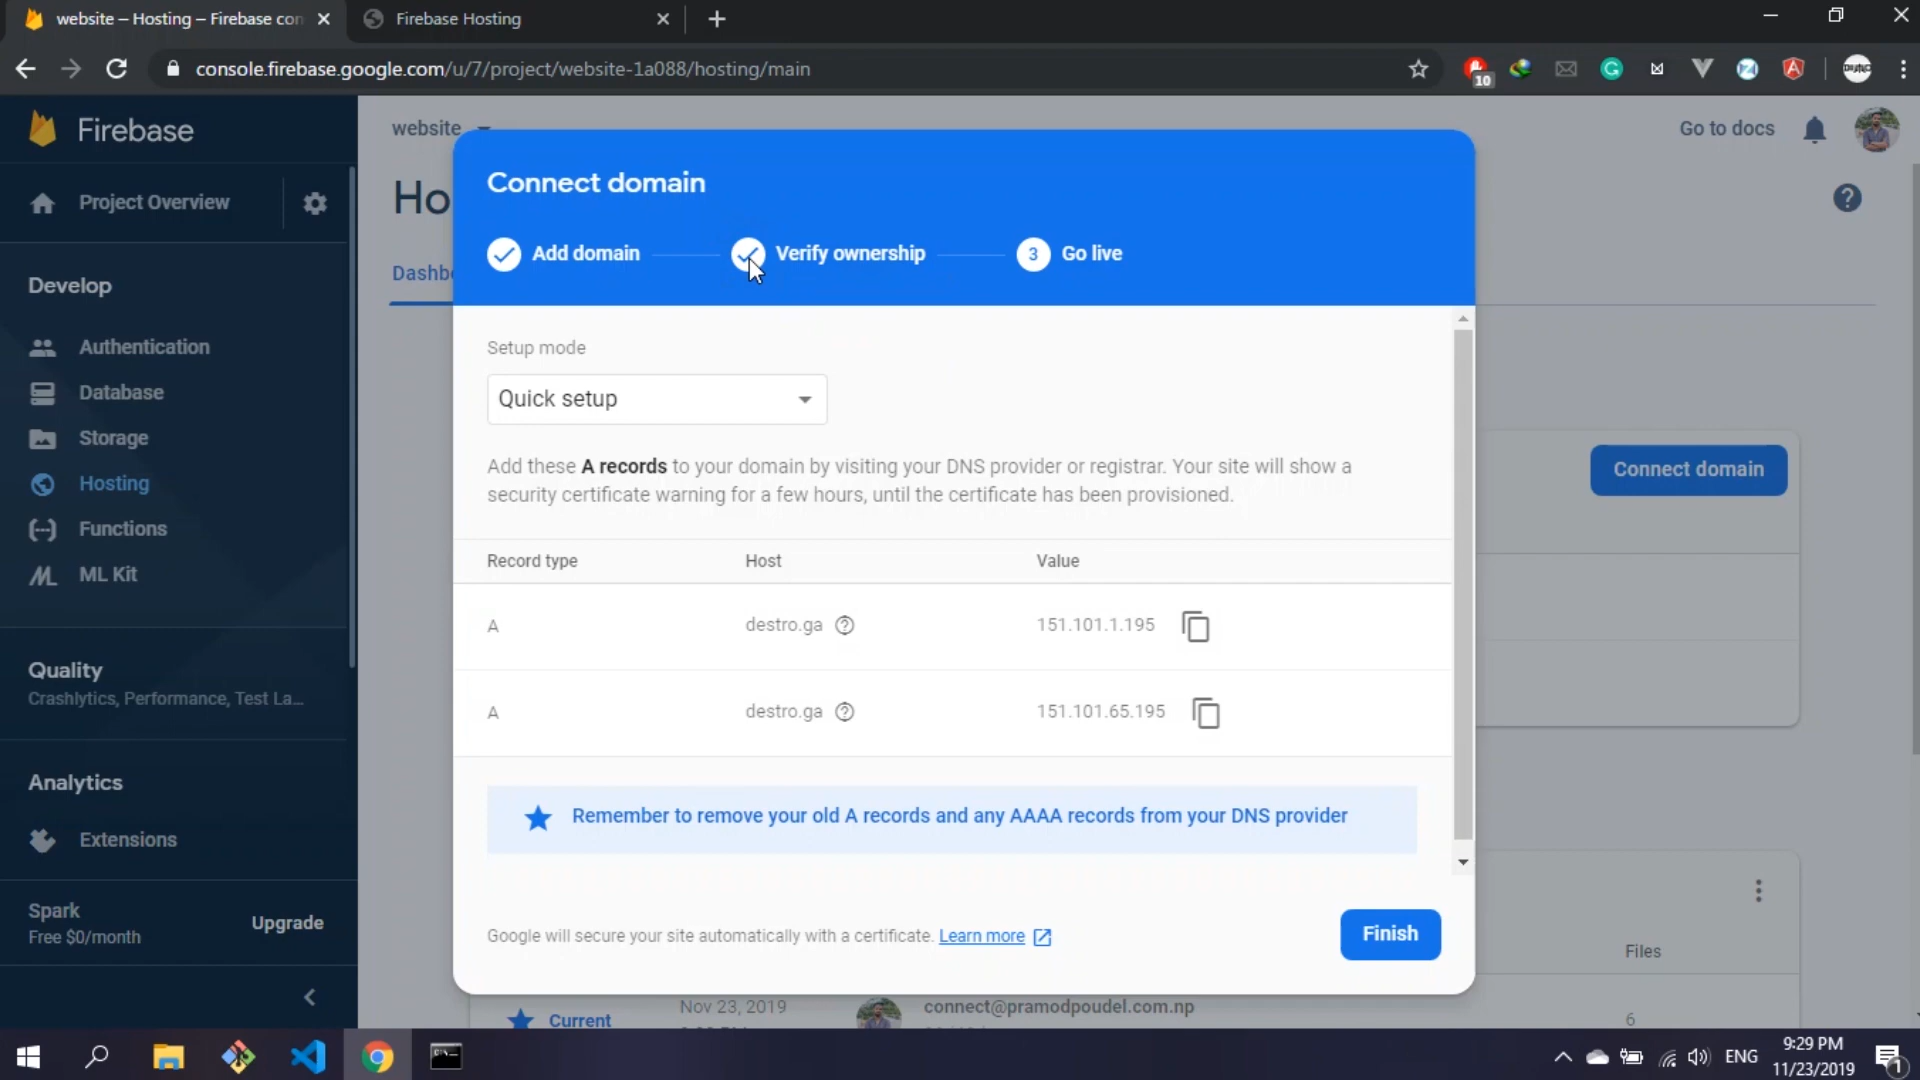 website – Hosting – Firebase con
Firebase Hosting
console.firebase.google.com/u/7/project/website-1a088/hosting/main
10
Firebase
website
Go to docs
Project Overview
Ho
Dashb
Develop
Authentication
Database
Storage
Hosting
Functions
ML Kit
Quality
Crashlytics, Performance, Test La...
Analytics
Extensions
Spark
Free $0/month
Upgrade
Connect domain
Add domain
Verify ownership
3
Go live
Setup mode
Quick setup
Add these A records to your domain by visiting your DNS provider or registrar. Your site will show a
security certificate warning for a few hours, until the certificate has been provisioned.
Record type
Host
Value
A
destro.ga
151.101.1.195
A
destro.ga
151.101.65.195
Remember to remove your old A records and any AAAA records from your DNS provider
Google will secure your site automatically with a certificate. Learn more
Finish
Connect domain
Files
Current
Nov 23, 2019
connect@pramodpoudel.com.np
6
ENG
9:29 PM
11/23/2019
1